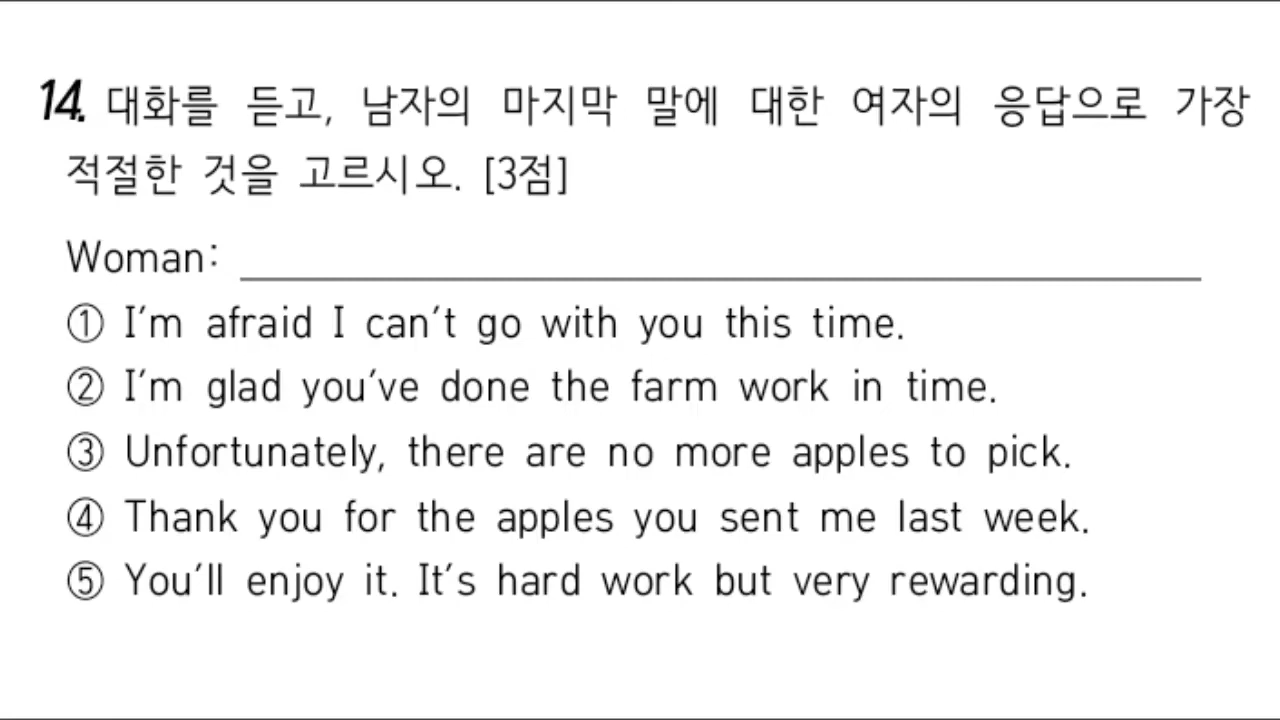 14. 대화를 듣고, 남자의 마지막 말에 대한 여자의 응답으로 가장
적절한 것을 고르시오. [3점]
Woman:
① I'm afraid I can't go with you this time.
② I'm glad you've done the farm work in time.
③ Unfortunately, there are no more apples to pick.
④ Thank you for the apples you sent me last week.
⑤ You'll enjoy it. It's hard work but very rewarding.